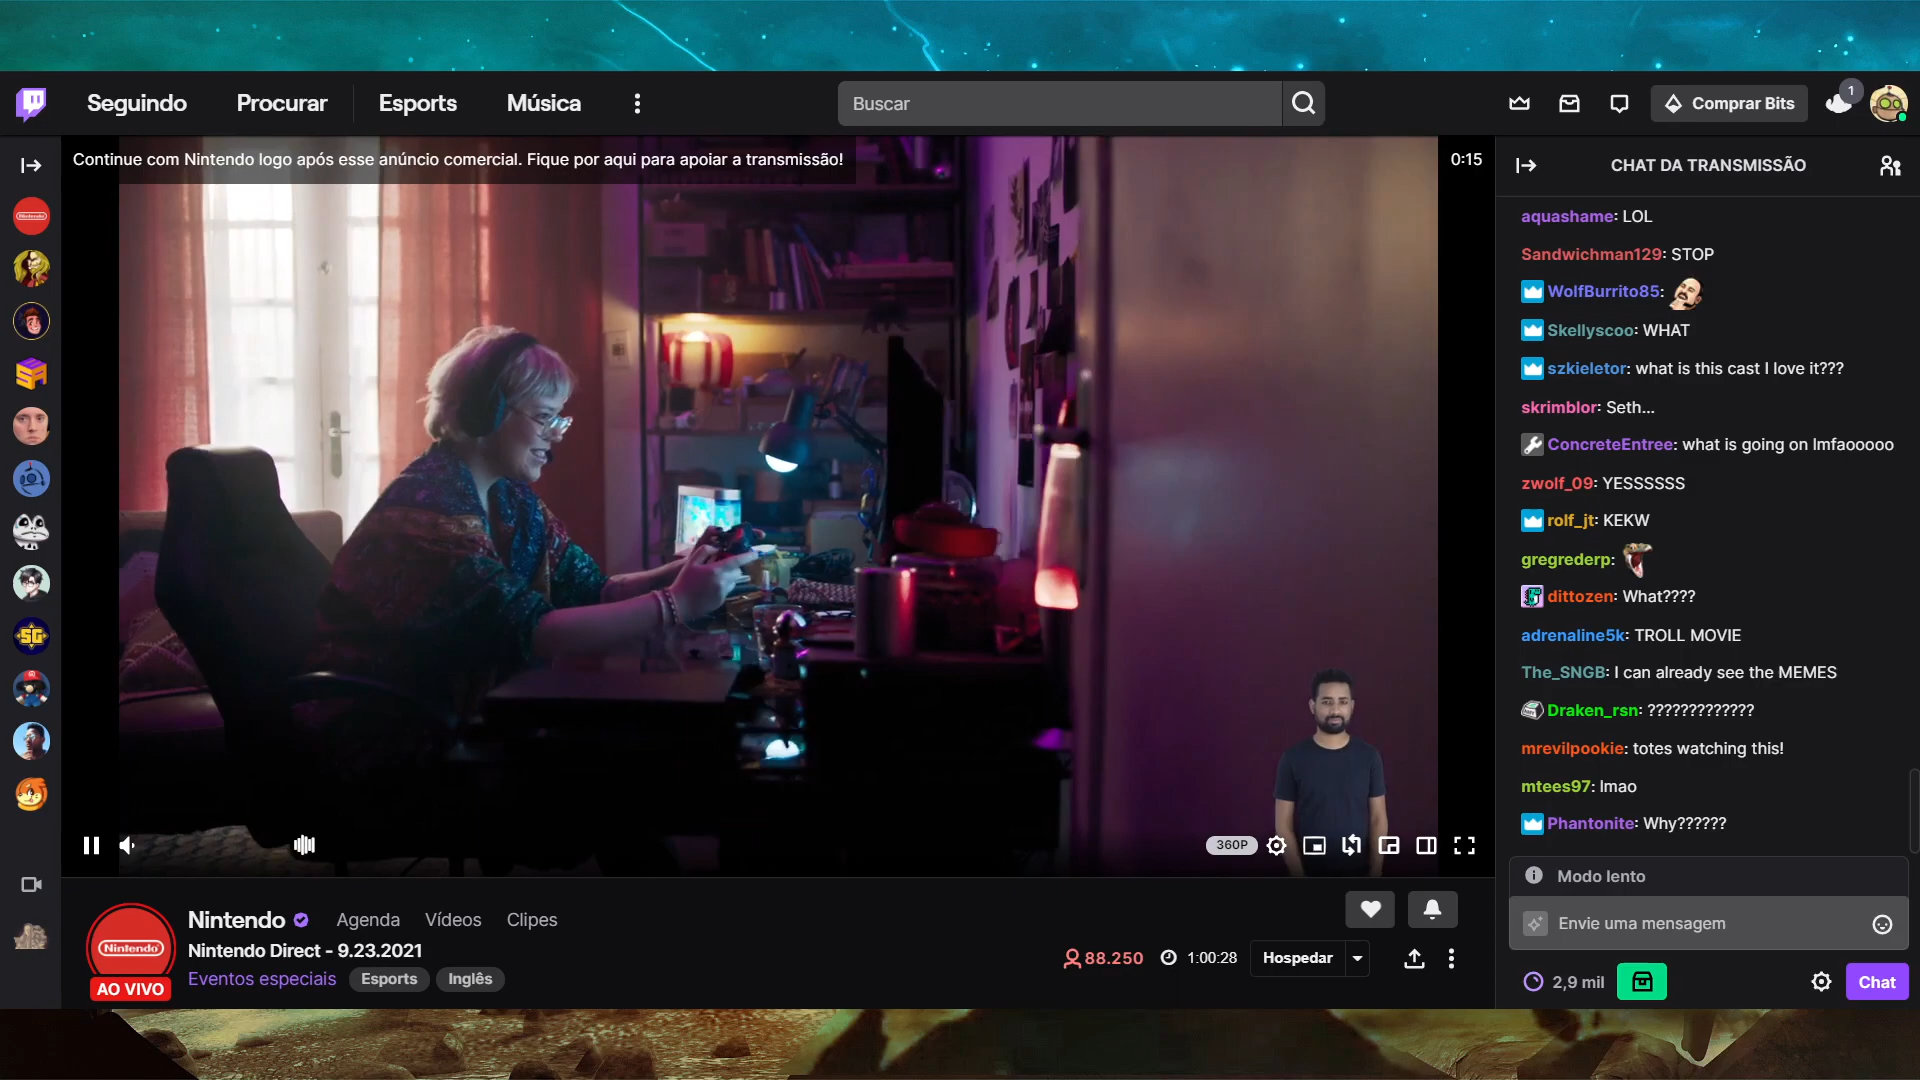 Seguindo
Procurar
Esports
Música
Buscar
Comprar Bits
1
Continue com Nintendo logo após esse anúncio comercial. Fique por aqui para apoiar a transmissão!
0:15
CHAT DA TRANSMISSÃO
aquashame: LOL
Sandwichman129: STOP
WolfBurrito85:
Skellyscoo: WHAT
szkieletor: what is this cast I love it???
skrimblor: Seth...
ConcreteEntree: what is going on lmfaooooo
zwolf_09: YESSSSSS
rolf_jt: KEKW
gregrederp:
dittozen: What????
adrenaline5k: TROLL MOVIE
The_SNGB: I can already see the MEMES
Draken_rsn: ?????????????
mrevilpookie: totes watching this!
mtees97: lmao
Phantonite: Why??????
SG
360P
Modo lento
Envie uma mensagem
2,9 mil
Chat
Nintendo
AO VIVO
Nintendo
Agenda
Vídeos
Clipes
Nintendo Direct - 9.23.2021
Eventos especiais
Esports
Inglês
88.250
1:00:28
Hospedar